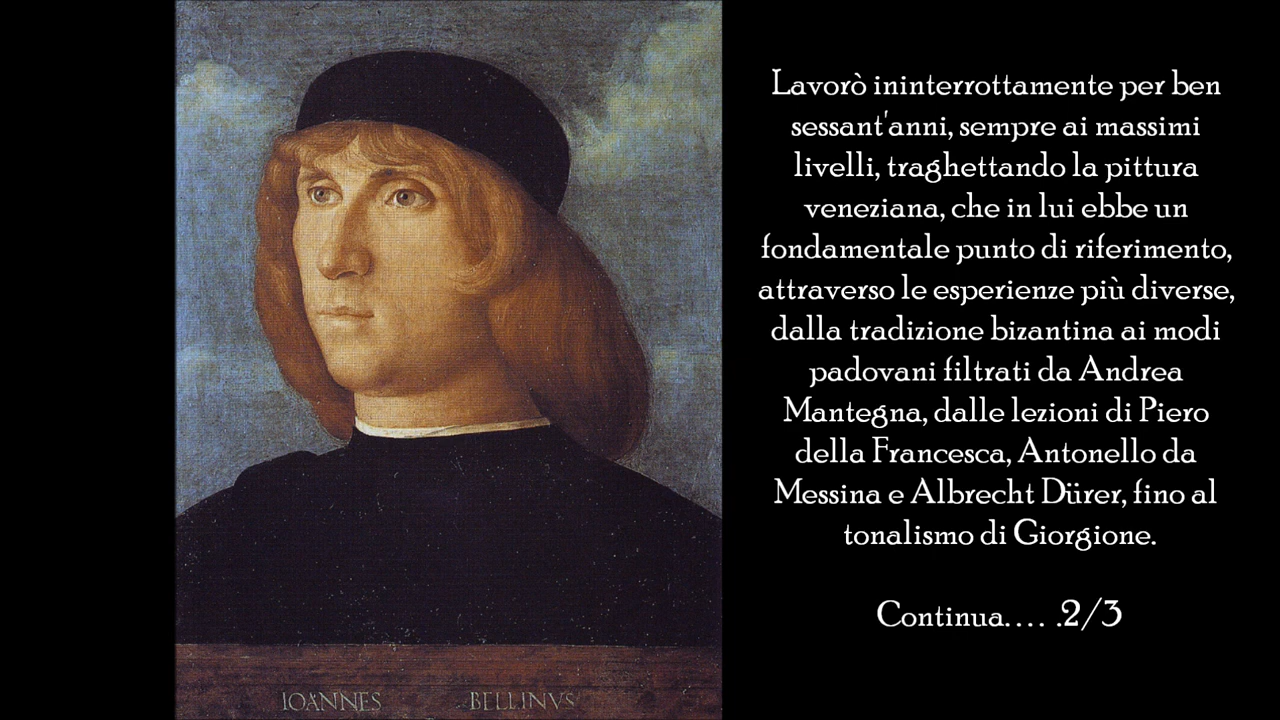 Lavorò ininterrottamente per ben
sessant'anni, sempre ai massimi
livelli, traghettando la pittura
veneziana, che in lui ebbe un
fondamentale punto di riferimento,
attraverso le esperienze più diverse,
dalla tradizione bizantina ai modi
padovani filtrati da Andrea
Mantegna, dalle lezioni di Piero
della Francesca, Antonello da
Messina e Albrecht Dürer, fino al
tonalismo di Giorgione.
Continua.... .2/3
IOANNES BELLINVS